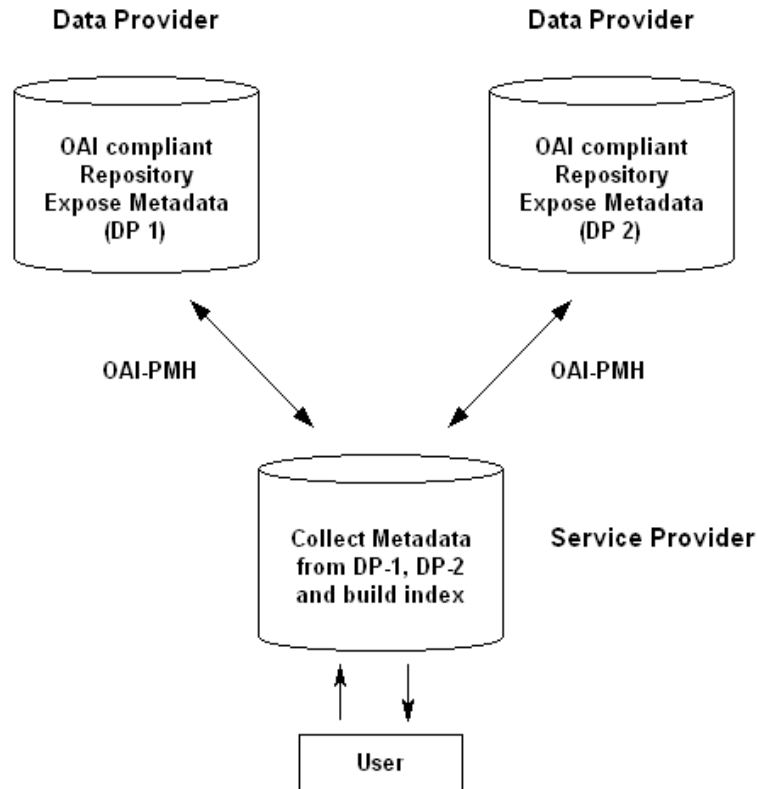 Data Provider
Data Provider
OAI compliant
Repository
Expose Metadata
(DP 1)
OAI compliant
Repository
Expose Metadata
(DP 2)
OAI-PMH
OAI-PMH
Collect Metadata
from DP-1, DP-2
and build index
Service Provider
User